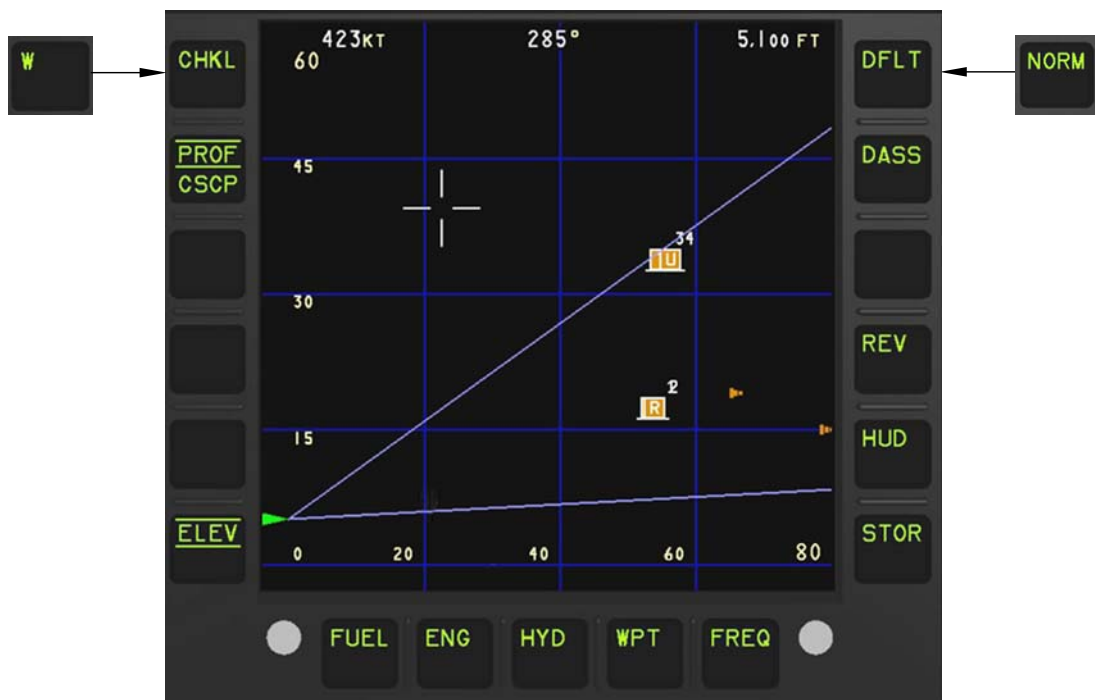 W
CHKL
PROF
CSCP
ELEV
423KT
285°
5,100 FT
60
45
30
15
34
U
R
0
20
40
60
80
DFLT
NORM
DASS
REV
HUD
STOR
FUEL
ENG
HYD
WPT
FREQ